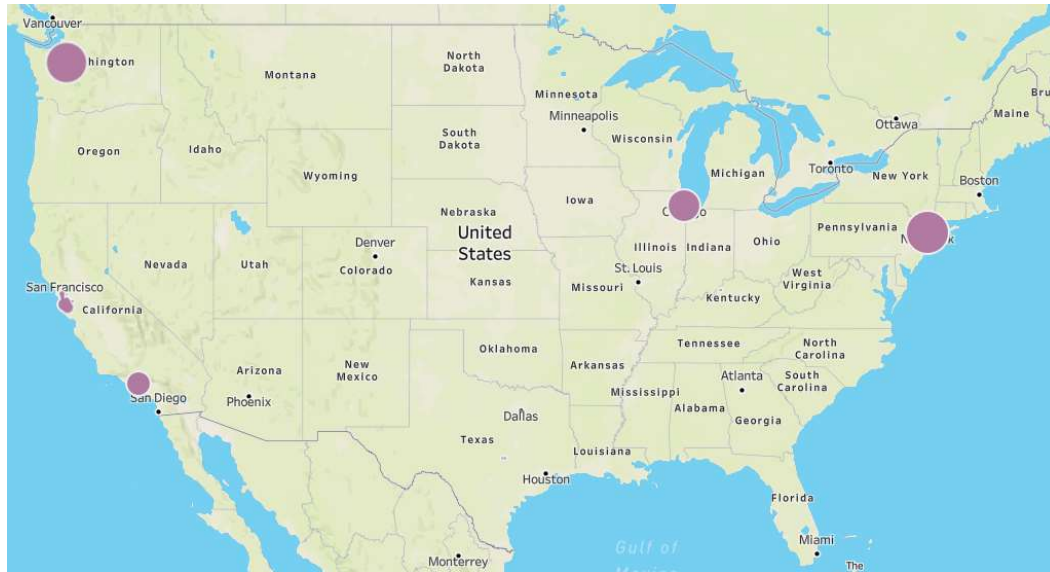 Vancouver
hington
Montana
North
Dakota
Minnesota
Minneapolis
Ottawa
Maine
Bru
Oregon
Idaho
Wyoming
South
Dakota
Wisconsin
Michigan
Toronto
New York
Boston
Iowa
Nebraska
United
States
Pennsylvania
Nevada
Utah
Denver
Colorado
Kansas
Illinois
Indiana
Ohio
San Francisco
California
St. Louis
Missouri
West
Virginia
Kentucky
Arizona
New
Mexico
Oklahoma
Arkansas
Tennessee
North
Carolina
San Diego
Phoenix
Dallas
Mississippi
Atlanta
South
Carolina
Alabama
Georgia
Texas
Louisiana
Houston
Florida
Gulf of
Monterrey
Miami
The